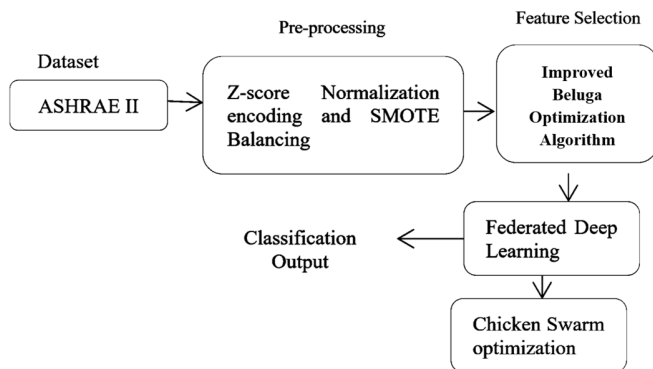 Feature Selection
Pre-processing
Dataset
ASHRAE II
Z-score Normalization
encoding and SMOTE
Balancing
Improved
Beluga
Optimization
Algorithm
Federated Deep
Learning
Classification
Output
Chicken Swarm
optimization